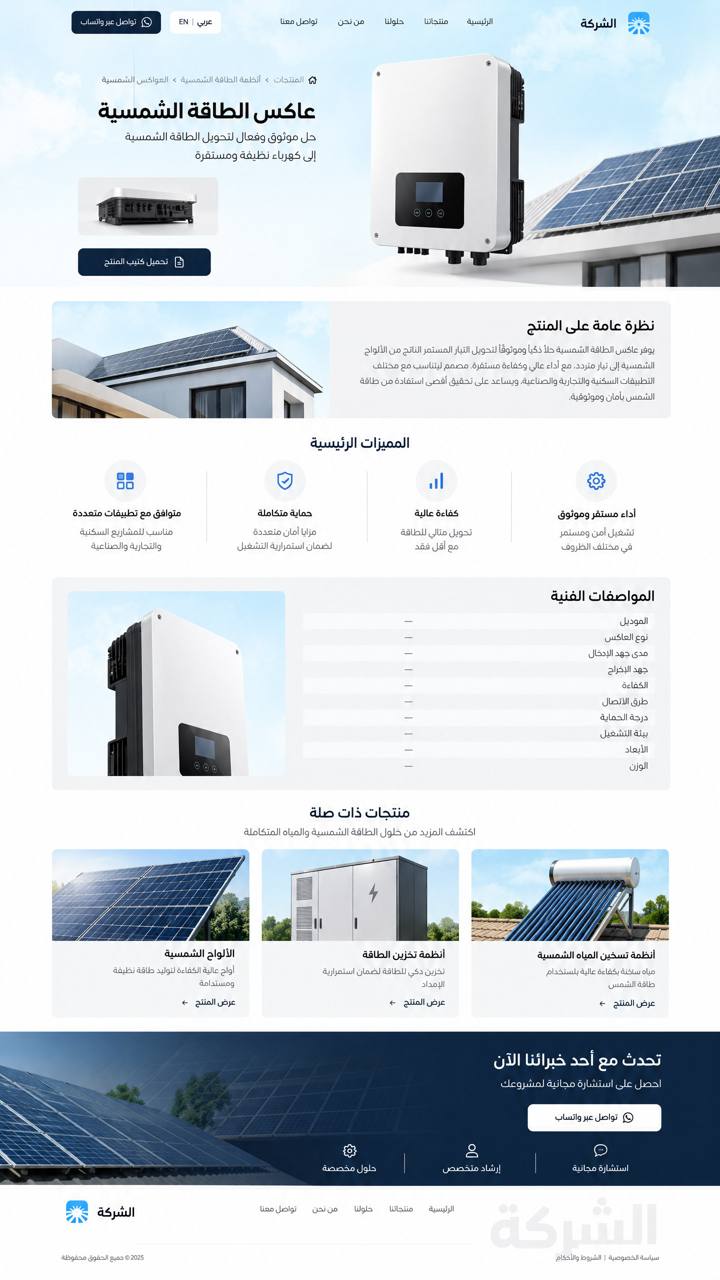 الشركة
الرئيسية
منتجاتنا
حلولنا
من نحن
تواصل معنا
عربي | EN
تواصل عبر واتساب
المنتجات > أنظمة الطاقة الشمسية > العواكس الشمسية
عاكس الطاقة الشمسية
حل موثوق وفعال لتحويل الطاقة الشمسية
إلى كهرباء نظيفة ومستقرة
تحميل كتيب المنتج
نظرة عامة على المنتج
يوفر عاكس الطاقة الشمسية حلاً ذكياً وموثوقاً لتحويل التيار المستمر الناتج من الألواح
الشمسية إلى تيار متردد، مع أداء عالي وكفاءة مستقرة. مصمم ليتناسب مع مختلف
التطبيقات السكنية والتجارية والصناعية، ويساعد على تحقيق أقصى استفادة من طاقة
الشمس بأمان وموثوقية.
المميزات الرئيسية
أداء مستقر وموثوق
تشغيل آمن ومستمر
في مختلف الظروف
كفاءة عالية
تحويل مثالي للطاقة
مع أقل فقد
حماية متكاملة
مزايا أمان متعددة
لضمان استمرارية التشغيل
متوافق مع تطبيقات متعددة
مناسب للمشاريع السكنية
والتجارية والصناعية
المواصفات الفنية
الموديل —
نوع العاكس —
مدى جهد الإدخال —
جهد الإخراج —
الكفاءة —
طرق الاتصال —
درجة الحماية —
بيئة التشغيل —
الأبعاد —
الوزن —
منتجات ذات صلة
اكتشف المزيد من حلول الطاقة الشمسية والمياه المتكاملة
أنظمة تسخين المياه الشمسية
مياه ساخنة بكفاءة عالية بلستخدام
طاقة الشمس
عرض المنتج ←
أنظمة تخزين الطاقة
تخزين ذكي للطاقة لضمان استمرارية
الإمداد
عرض المنتج ←
الألواح الشمسية
ألواح عالية الكفاءة لتوليد طاقة نظيفة
ومستدامة
عرض المنتج ←
تحدث مع أحد خبرائنا الآن
احصل على استشارة مجانية لمشروعك
تواصل عبر واتساب
استشارة مجانية
إرشاد متخصص
حلول مخصصة
الشركة
الرئيسية
منتجاتنا
حلولنا
من نحن
تواصل معنا
الشركة
سياسة الخصوصية | الشروط والأحكام
2025 © جميع الحقوق محفوظة